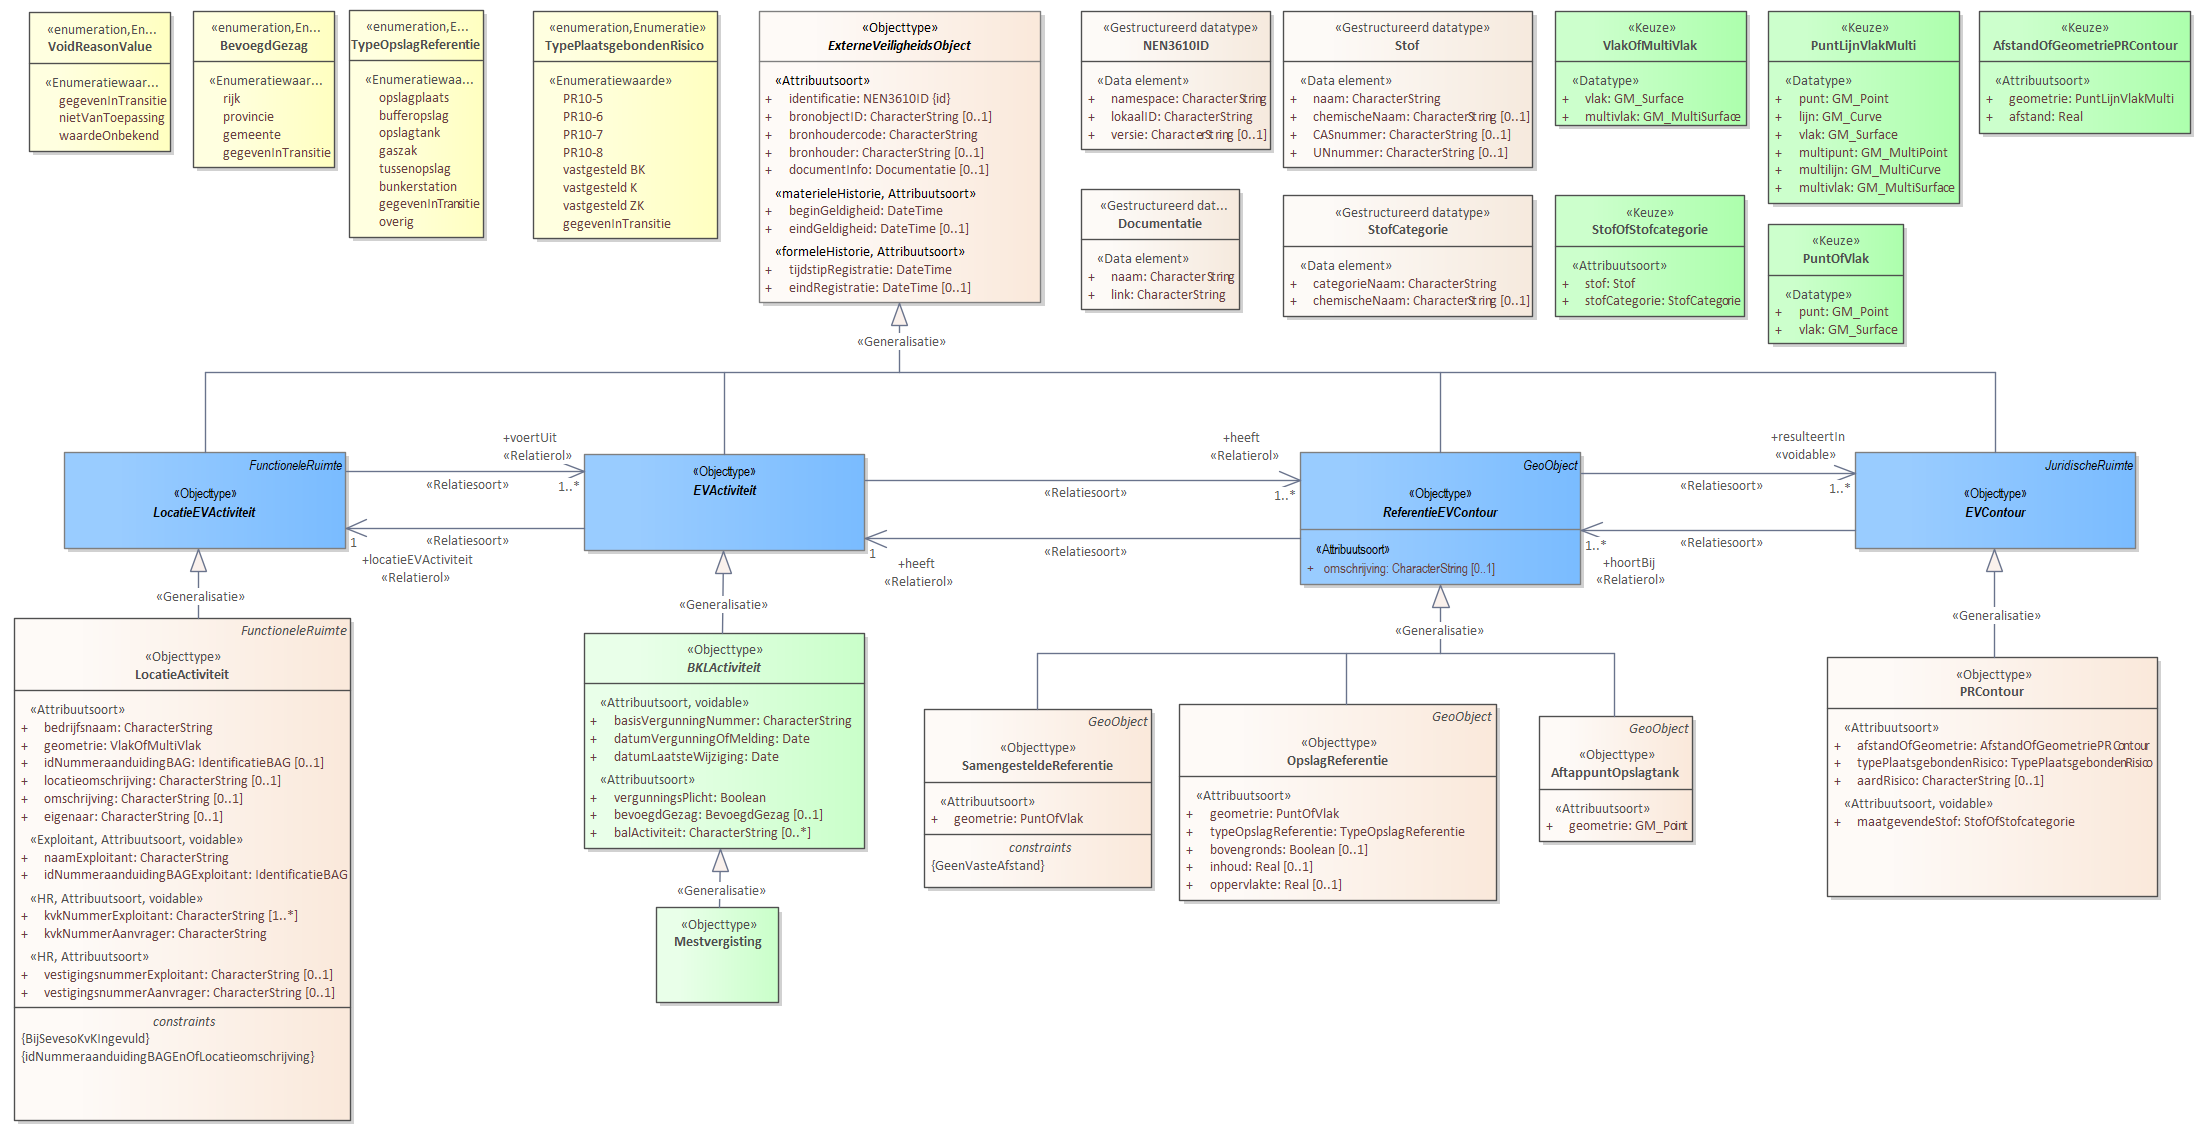 «enumeration,En...
VoidReasonValue
«Enumeratiewaar...
gegevenInTransitie
nietVanToepassing
waardeOnbekend
«enumeration,En...
BevoegdGezag
«Enumeratiewaar...
rijk
provincie
gemeente
gegevenInTransitie
«enumeration,E...
TypeOpslagReferentie
«Enumeratiewaa...
opslagplaats
bufferopslag
opslagtank
gaszak
tussenopslag
bunkerstation
gegevenInTransitie
overig
«enumeration,Enumeratie»
TypePlaatsgebondenRisico
«Enumeratiewaarde»
PR10-5
PR10-6
PR10-7
PR10-8
vastgesteld BK
vastgesteld K
vastgesteld ZK
gegevenInTransitie
«Objecttype»
ExterneVeiligheidsObject
«Attribuutsoort»
+ identificatie: NEN3610ID {id}
+ bronobjectID: CharacterString [0..1]
+ bronhoudercode: CharacterString
+ bronhouder: CharacterString [0..1]
+ documentInfo: Documentatie [0..1]
«materieleHistorie, Attribuutsoort»
+ beginGeldigheid: DateTime
+ eindGeldigheid: DateTime [0..1]
«formeleHistorie, Attribuutsoort»
+ tijdstipRegistratie: DateTime
+ eindRegistratie: DateTime [0..1]
«Gestructureerd datatype»
NEN3610ID
«Data element»
+ namespace: CharacterString
+ lokaalID: CharacterString
+ versie: CharacterString [0..1]
«Gestructureerd dat...
Documentatie
«Data element»
+ naam: CharacterString
+ link: CharacterString
«Gestructureerd datatype»
Stof
«Data element»
+ naam: CharacterString
+ chemischeNaam: CharacterString [0..1]
+ CASnummer: CharacterString [0..1]
+ UNnummer: CharacterString [0..1]
«Gestructureerd datatype»
StofCategorie
«Data element»
+ categorieNaam: CharacterString
+ chemischeNaam: CharacterString [0..1]
«Keuze»
VlakOfMultiVlak
«Datatype»
+ vlak: GM_Surface
+ multivlak: GM_MultiSurface
«Keuze»
StofOfStofcategorie
«Attribuutsoort»
+ stof: Stof
+ stofCategorie: StofCategorie
«Keuze»
PuntLijnVlakMulti
«Datatype»
+ punt: GM_Point
+ lijn: GM_Curve
+ vlak: GM_Surface
+ multipunt: GM_MultiPoint
+ multilijn: GM_MultiCurve
+ multivlak: GM_MultiSurface
«Keuze»
PuntOfVlak
«Datatype»
+ punt: GM_Point
+ vlak: GM_Surface
«Keuze»
AfstandOfGeometriePRContour
«Attribuutsoort»
+ geometrie: PuntLijnVlakMulti
+ afstand: Real
«Generalisatie»
FunctioneleRuimte
«Objecttype»
LocatieEVActiviteit
+voertUit
«Relatierol»
«Relatiesoort»
1..*
«Relatiesoort»
1
+locatieEVActiviteit
«Relatierol»
«Objecttype»
EVActiviteit
+heeft
«Relatierol»
«Relatiesoort»
1..*
«Relatiesoort»
1
+heeft
«Relatierol»
GeoObject
«Objecttype»
ReferentieEVContour
«Attribuutsoort»
+ omschrijving: CharacterString [0..1]
+resulteertIn
«voidable»
«Relatiesoort»
1..*
«Relatiesoort»
1..*
+hoortBij
«Relatierol»
JuridischeRuimte
«Objecttype»
EVContour
«Generalisatie»
FunctioneleRuimte
«Objecttype»
LocatieActiviteit
«Attribuutsoort»
+ bedrijfsnaam: CharacterString
+ geometrie: VlakOfMultiVlak
+ idNummeraanduidingBAG: IdentificatieBAG [0..1]
+ locatieomschrijving: CharacterString [0..1]
+ omschrijving: CharacterString [0..1]
+ eigenaar: CharacterString [0..1]
«Exploitant, Attribuutsoort, voidable»
+ naamExploitant: CharacterString
+ idNummeraanduidingBAGExploitant: IdentificatieBAG
«HR, Attribuutsoort, voidable»
+ kvkNummerExploitant: CharacterString [1..*]
+ kvkNummerAanvrager: CharacterString
«HR, Attribuutsoort»
+ vestigingsnummerExploitant: CharacterString [0..1]
+ vestigingsnummerAanvrager: CharacterString [0..1]
constraints
{BijSevesoKvKIngevuld}
{idNummeraanduidingBAGEnOfLocatieomschrijving}
«Generalisatie»
«Objecttype»
BKLActiviteit
«Attribuutsoort, voidable»
+ basisVergunningNummer: CharacterString
+ datumVergunningOfMelding: Date
+ datumLaatsteWijziging: Date
«Attribuutsoort»
+ vergunningsPlicht: Boolean
+ bevoegdGezag: BevoegdGezag [0..1]
+ balActiviteit: CharacterString [0..*]
«Generalisatie»
«Objecttype»
Mestvergisting
«Generalisatie»
GeoObject
«Objecttype»
SamengesteldeReferentie
«Attribuutsoort»
+ geometrie: PuntOfVlak
constraints
{GeenVasteAfstand}
GeoObject
«Objecttype»
OpslagReferentie
«Attribuutsoort»
+ geometrie: PuntOfVlak
+ typeOpslagReferentie: TypeOpslagReferentie
+ bovengronds: Boolean [0..1]
+ inhoud: Real [0..1]
+ oppervlakte: Real [0..1]
GeoObject
«Objecttype»
AftappuntOpslagtank
«Attribuutsoort»
+ geometrie: GM_Point
«Generalisatie»
«Objecttype»
PRContour
«Attribuutsoort»
+ afstandOfGeometrie: AfstandOfGeometriePRContour
+ typePlaatsgebondenRisico: TypePlaatsgebondenRisico
+ aardRisico: CharacterString [0..1]
«Attribuutsoort, voidable»
+ maatgevendeStof: StofOfStofcategorie